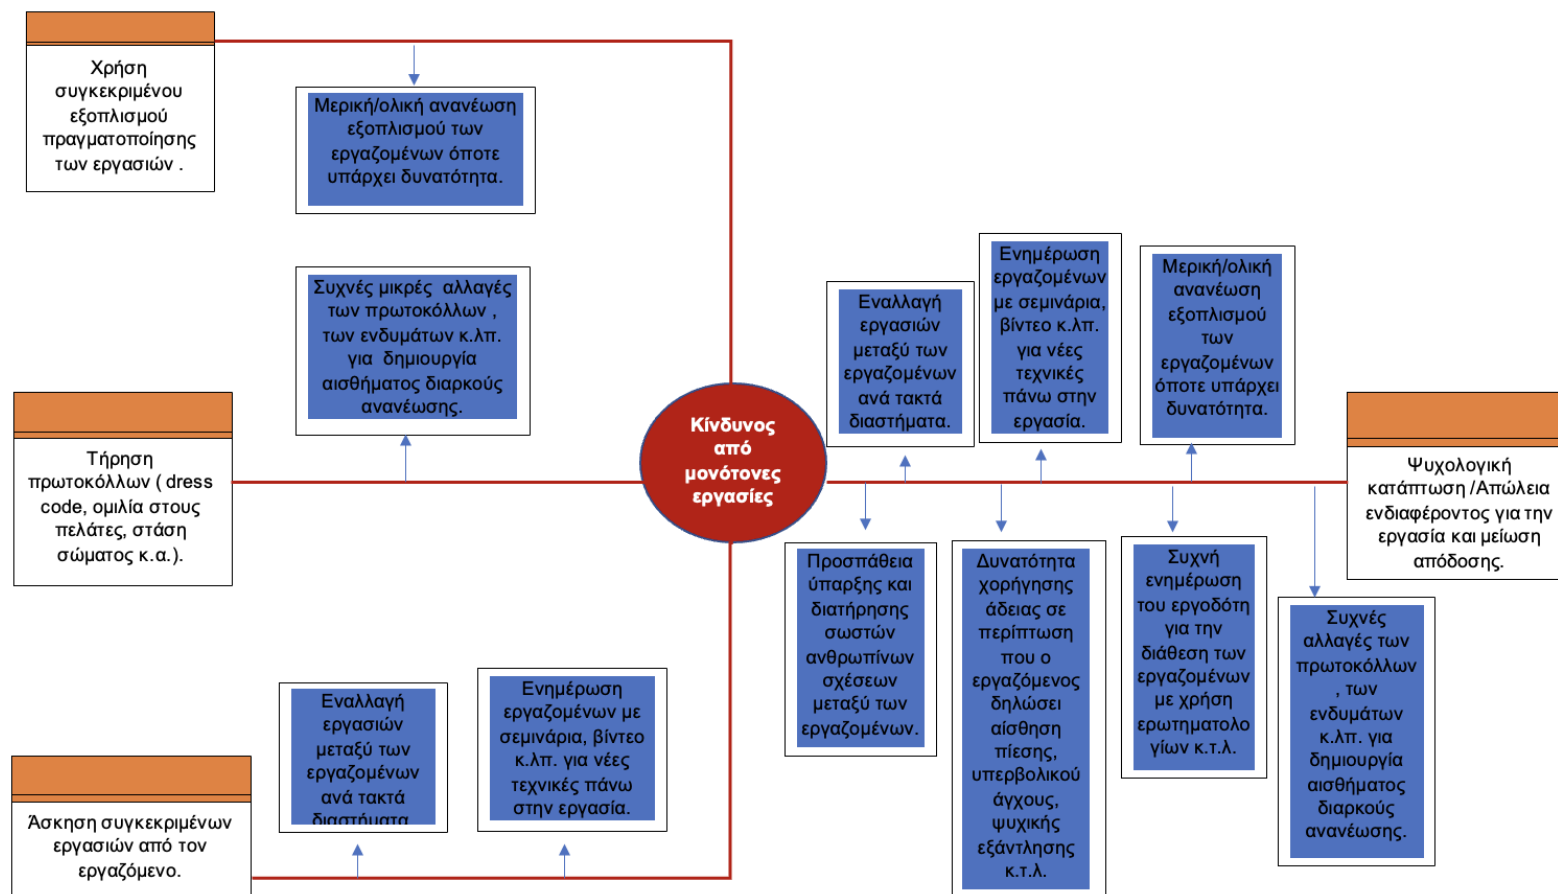 Χρήση
συγκεκριμένου
εξοπλισμού
πραγματοποίησης
των εργασιών .
Μερική/ολική ανανέωση
εξοπλισμού των
εργαζομένων όποτε
υπάρχει δυνατότητα.
Συχνές μικρές αλλαγές
των πρωτοκόλλων ,
των ενδυμάτων κ.λπ.
για δημιουργία
αισθήματος διαρκούς
ανανέωσης.
Τήρηση
πρωτοκόλλων ( dress
code, ομιλία στους
πελάτες, στάση
σώματος κ.α.).
Εναλλαγή
εργασιών
μεταξύ των
εργαζομένων
ανά τακτά
διαστήματα
Ενημέρωση
εργαζομένων με
σεμινάρια, βίντεο
κ.λπ. για νέες
τεχνικές πάνω
στην εργασία.
Άσκηση συγκεκριμένων
εργασιών από τον
εργαζόμενο.
Κίνδυνος
από
μονότονες
εργασίες
Εναλλαγή
εργασιών
μεταξύ των
εργαζομένων
ανά τακτά
διαστήματα.
Ενημέρωση
εργαζομένων
με σεμινάρια,
βίντεο κ.λπ.
για νέες
τεχνικές
πάνω στην
εργασία.
Μερική/ολική
ανανέωση
εξοπλισμού
των
εργαζομένων
όποτε υπάρχει
δυνατότητα.
Προσπάθεια
ύπαρξης και
διατήρησης
σωστών
ανθρωπίνων
σχέσεων
μεταξύ των
εργαζομένων.
Δυνατότητα
χορήγησης
άδειας σε
περίπτωση
που ο
εργαζόμενος
δηλώσει
αίσθηση
πίεσης,
υπερβολικού
άγχους,
ψυχικής
εξάντλησης
κ.τ.λ.
Συχνή
ενημέρωση
του εργοδότη
για την
διάθεση των
εργαζομένων
με χρήση
ερωτηματολο
γίων κ.τ.λ.
Συχνές
αλλαγές των
πρωτοκόλλων
, των
ενδυμάτων
κ.λπ. για
δημιουργία
αισθήματος
διαρκούς
ανανέωσης.
Ψυχολογική
κατάπτωση /Απώλεια
ενδιαφέροντος για την
εργασία και μείωση
απόδοσης.